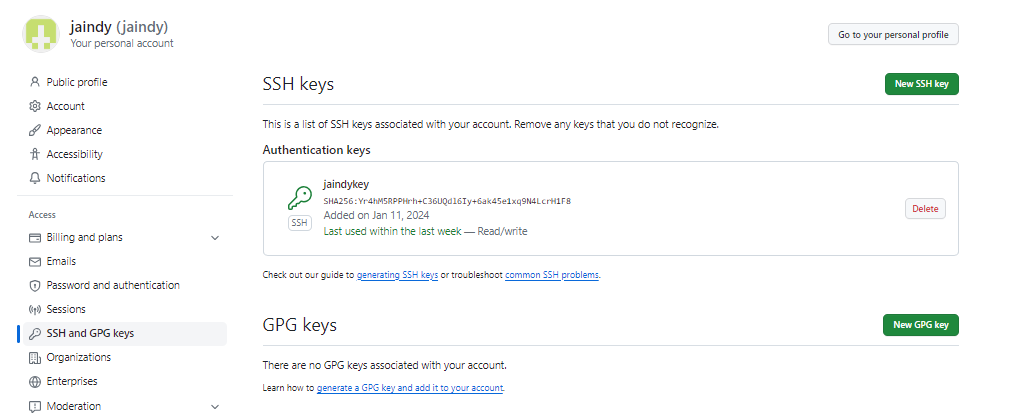 jaindy (jaindy)
Your personal account
Go to your personal profile
Public profile
Account
Appearance
Accessibility
Notifications
Access
Billing and plans
Emails
Password and authentication
Sessions
SSH and GPG keys
Organizations
Enterprises
Moderation
SSH keys
New SSH key
This is a list of SSH keys associated with your account. Remove any keys that you do not recognize.
Authentication keys
jaindykey
SHA256:Yr4hM5RPPHrh+C36UQdl6Iy+6ak45e1xq9N4LcrH1F8
SSH
Added on Jan 11, 2024
Last used within the last week — Read/write
Delete
Check out our guide to generating SSH keys or troubleshoot common SSH problems.
GPG keys
New GPG key
There are no GPG keys associated with your account.
Learn how to generate a GPG key and add it to your account.